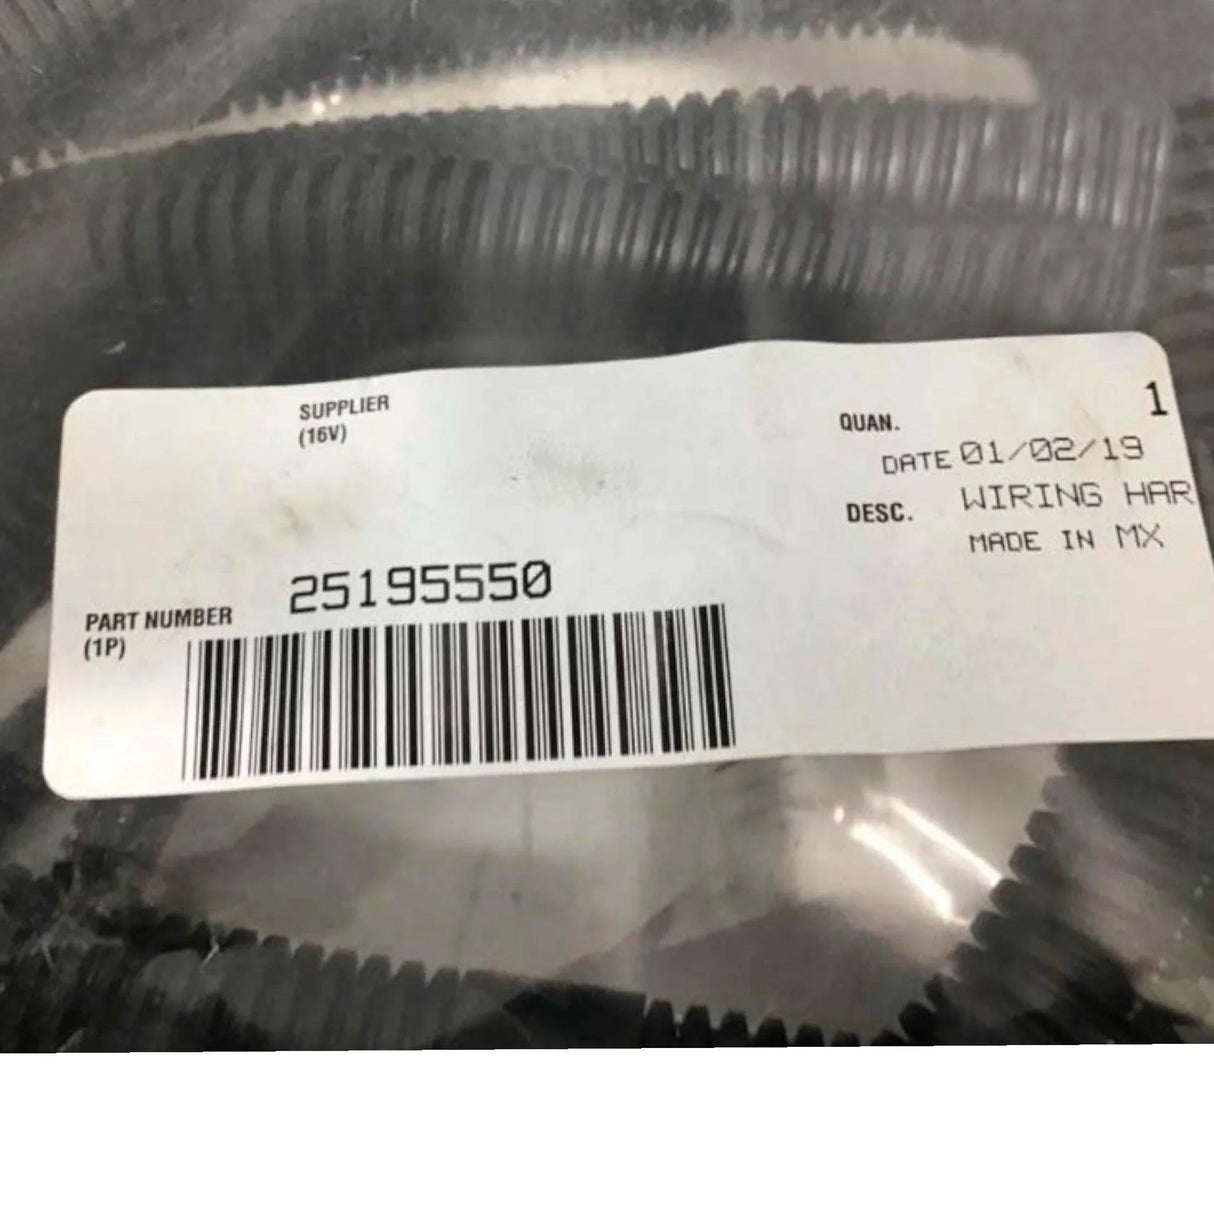 SUPPLIER
(16V)
QUAN. 1
DATE 01/02/19
DESC. WIRING HAR
MADE IN MX
25195550
PART NUMBER
(1P)